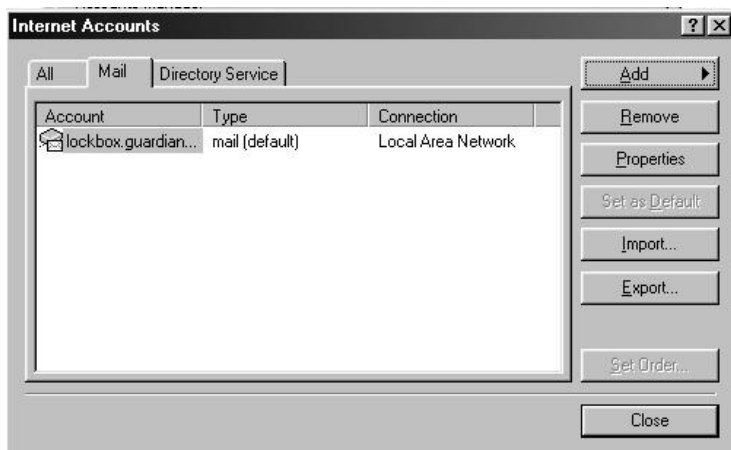 Internet Accounts
All Mail Directory Service
Add
Account Type Connection
Remove
lockbox.guardian... mail (default) Local Area Network
Properties
Set as Default
Import...
Export...
Set Order...
Close